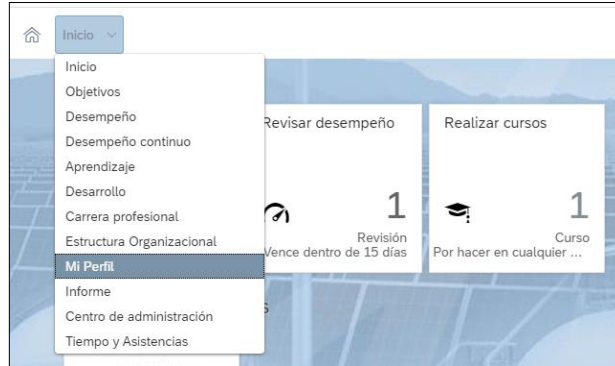 Inicio
Inicio
Objetivos
Desempeño
Desempeño continuo
Aprendizaje
Desarrollo
Carrera profesional
Estructura Organizacional
Mi Perfil
Informe
Centro de administración
Tiempo y Asistencias
Revisar desempeño
1
Revisión
Vence dentro de 15 días
Realizar cursos
1
Curso
Por hacer en cualquier ...